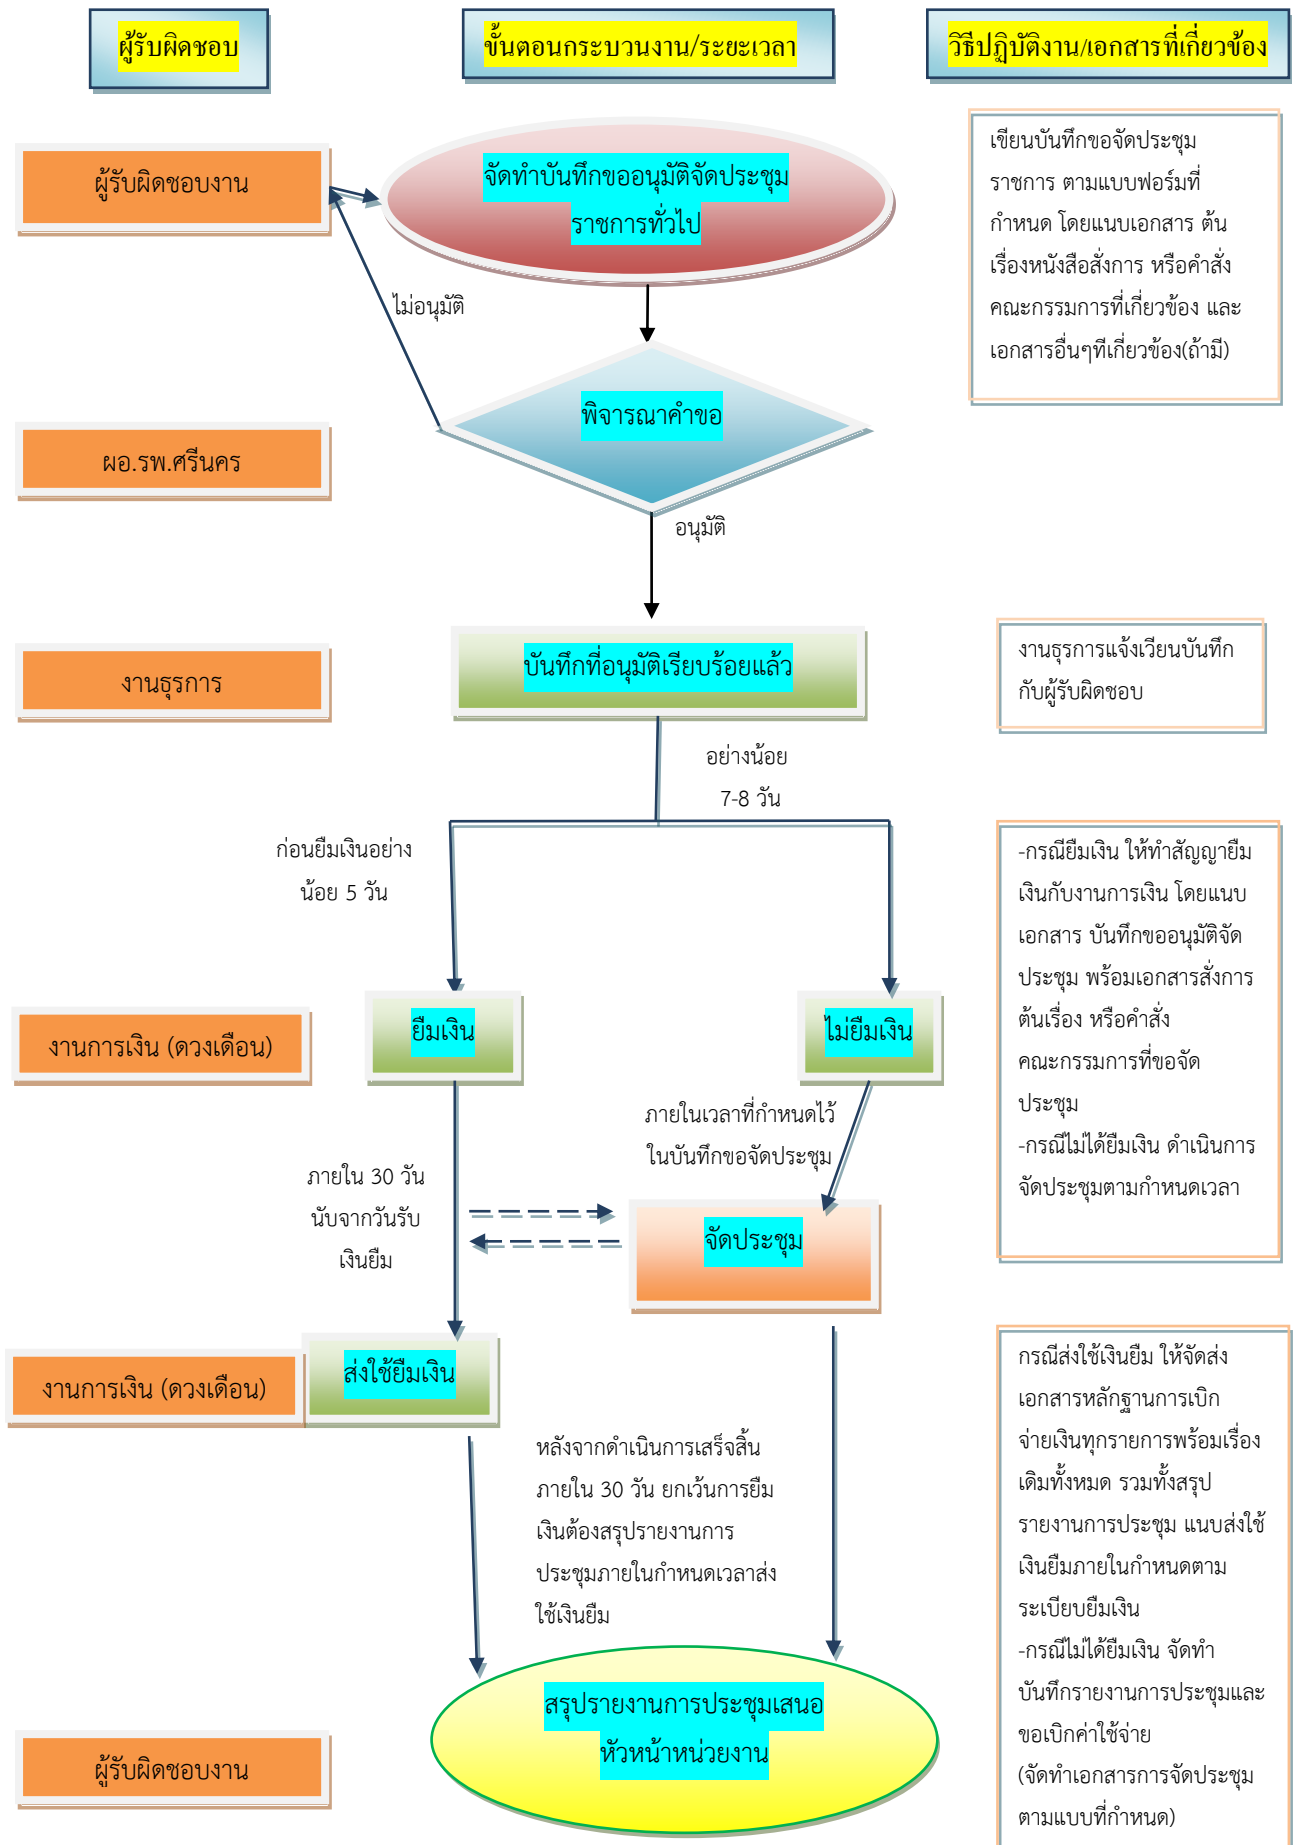 ผู้รับผิดชอบ
ขั้นตอนกระบวนงาน/ระยะเวลา
วิธีปฏิบัติงาน/เอกสารที่เกี่ยวข้อง
ผู้รับผิดชอบงาน
จัดทำบันทึกขออนุมัติจัดประชุม
ราชการทั่วไป
เขียนบันทึกขอจัดประชุม
ราชการ ตามแบบฟอร์มที่
กำหนด โดยแนบเอกสาร ต้น
เรื่องหนังสือสั่งการ หรือคำสั่ง
คณะกรรมการที่เกี่ยวข้อง และ
เอกสารอื่นๆทีเกี่ยวข้อง(ถ้ามี)
ไม่อนุมัติ
พิจารณาคำขอ
ผอ.รพ.ศรีนคร
อนุมัติ
งานธุรการ
บันทึกที่อนุมัติเรียบร้อยแล้ว
งานธุรการแจ้งเวียนบันทึก
กับผู้รับผิดชอบ
อย่างน้อย
7-8 วัน
ก่อนยืมเงินอย่าง
น้อย 5 วัน
-กรณียืมเงิน ให้ทำสัญญายืม
เงินกับงานการเงิน โดยแนบ
เอกสาร บันทึกขออนุมัติจัด
ประชุม พร้อมเอกสารสั่งการ
ต้นเรื่อง หรือคำสั่ง
คณะกรรมการที่ขอจัด
ประชุม
-กรณีไม่ได้ยืมเงิน ดำเนินการ
จัดประชุมตามกำหนดเวลา
งานการเงิน (ดวงเดือน)
ยืมเงิน
ไม่ยืมเงิน
ภายในเวลาที่กำหนดไว้
ในบันทึกขอจัดประชุม
ภายใน 30 วัน
นับจากวันรับ
เงินยืม
จัดประชุม
งานการเงิน (ดวงเดือน)
ส่งใช้ยืมเงิน
กรณีส่งใช้เงินยืม ให้จัดส่ง
เอกสารหลักฐานการเบิก
จ่ายเงินทุกรายการพร้อมเรื่อง
เดิมทั้งหมด รวมทั้งสรุป
รายงานการประชุม แนบส่งใช้
เงินยืมภายในกำหนดตาม
ระเบียบยืมเงิน
-กรณีไม่ได้ยืมเงิน จัดทำ
บันทึกรายงานการประชุมและ
ขอเบิกค่าใช้จ่าย
(จัดทำเอกสารการจัดประชุม
ตามแบบที่กำหนด)
หลังจากดำเนินการเสร็จสิ้น
ภายใน 30 วัน ยกเว้นการยืม
เงินต้องสรุปรายงานการ
ประชุมภายในกำหนดเวลาส่ง
ใช้เงินยืม
สรุปรายงานการประชุมเสนอ
หัวหน้าหน่วยงาน
ผู้รับผิดชอบงาน